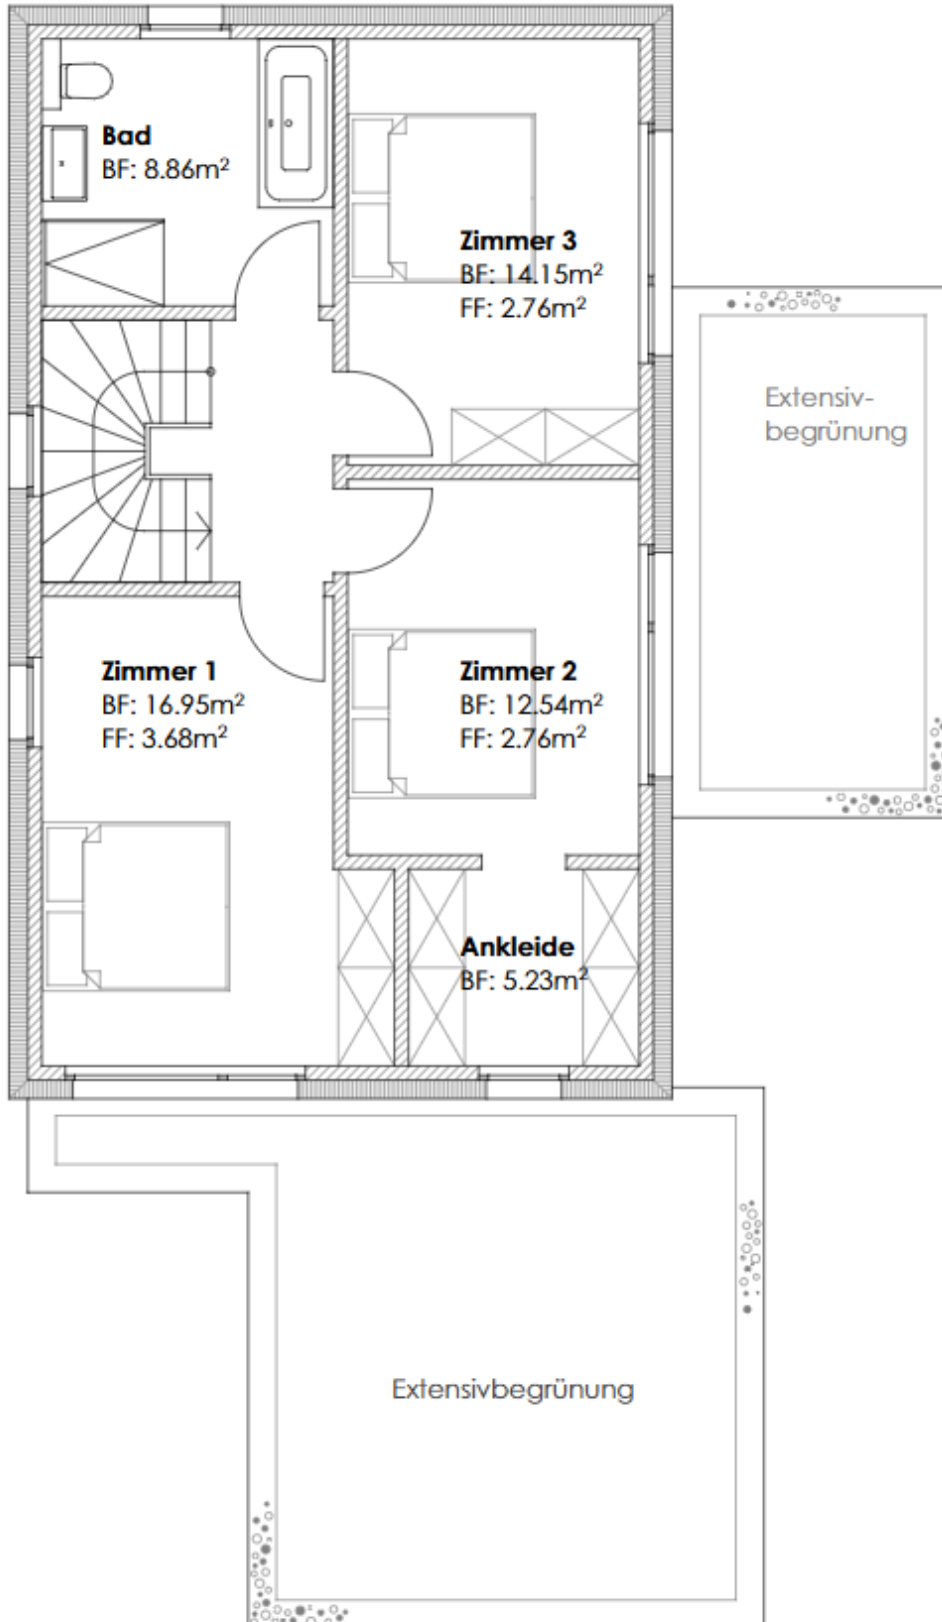 Bad
BF: 8.86m²
Zimmer 3
BF: 14.15m²
FF: 2.76m²
Extensiv-
begrünung
Zimmer 1
BF: 16.95m²
FF: 3.68m²
Zimmer 2
BF: 12.54m²
FF: 2.76m²
Ankleide
BF: 5.23m²
Extensivbegrünung